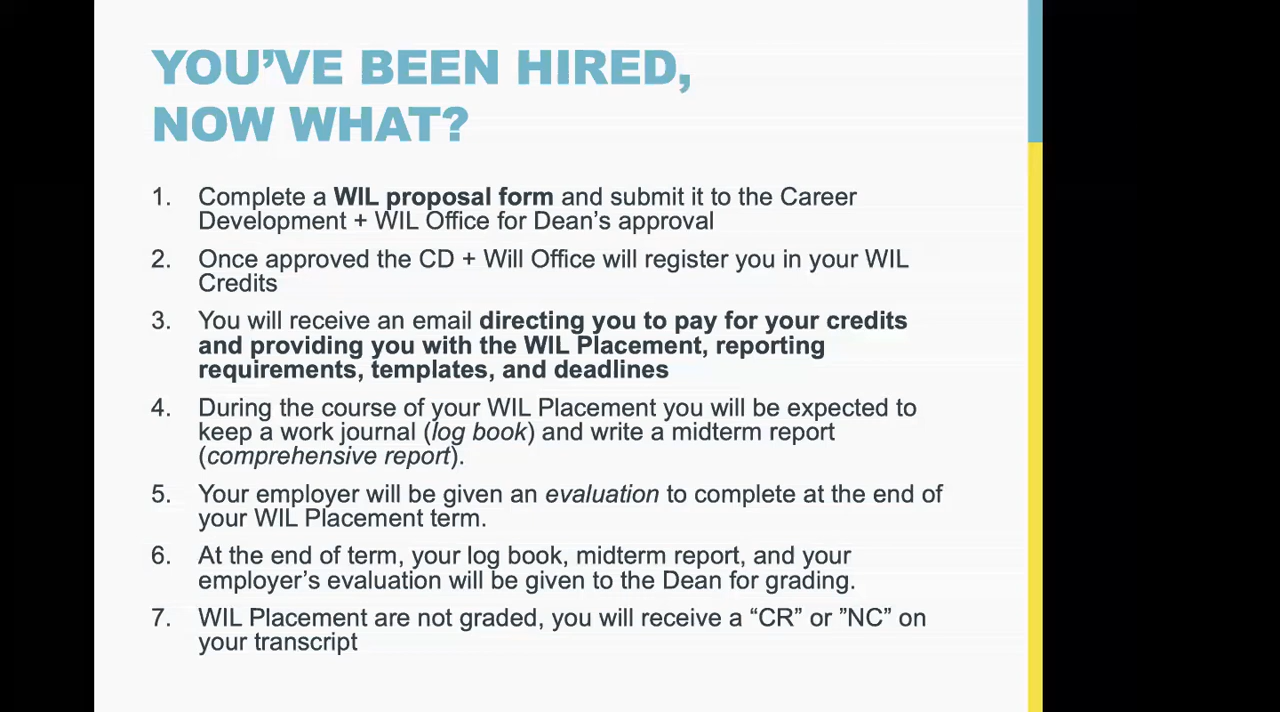 YOU’VE BEEN HIRED,
NOW WHAT?
1. Complete a WIL proposal form and submit it to the Career
Development + WIL Office for Dean’s approval
2. Once approved the CD + Will Office will register you in your WIL
Credits
3. You will receive an email directing you to pay for your credits
and providing you with the WIL Placement, reporting
requirements, templates, and deadlines
4. During the course of your WIL Placement you will be expected to
keep a work journal (log book) and write a midterm report
(comprehensive report).
5. Your employer will be given an evaluation to complete at the end of
your WIL Placement term.
6. At the end of term, your log book, midterm report, and your
employer’s evaluation will be given to the Dean for grading.
7. WIL Placement are not graded, you will receive a “CR” or ”NC” on
your transcript